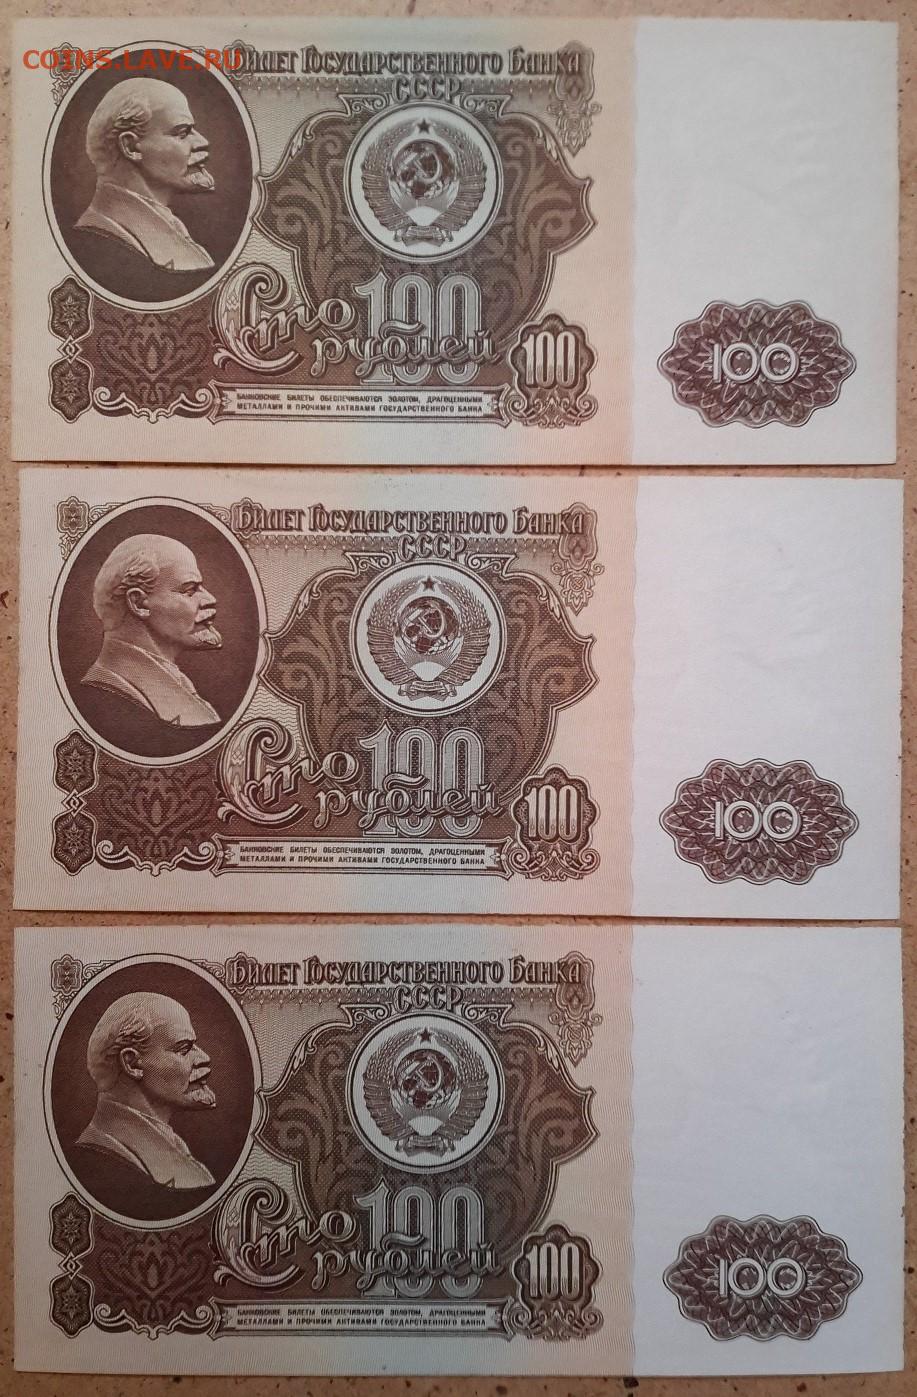 COINS.LAVE.RU
Билет Государственного Банка
СССР
Сто 100
рублей
100
100
БАНКОВСКИЕ БИЛЕТЫ ОБЕСПЕЧИВАЮТСЯ ЗОЛОТОМ, ДРАГОЦЕННЫМИ
МЕТАЛЛАМИ И ПРОЧИМИ АКТИВАМИ ГОСУДАРСТВЕННОГО БАНКА
Билет Государственного Банка
СССР
Сто 100
рублей
100
100
БАНКОВСКИЕ БИЛЕТЫ ОБЕСПЕЧИВАЮТСЯ ЗОЛОТОМ, ДРАГОЦЕННЫМИ
МЕТАЛЛАМИ И ПРОЧИМИ АКТИВАМИ ГОСУДАРСТВЕННОГО БАНКА
Билет Государственного Банка
СССР
Сто 100
рублей
100
100
БАНКОВСКИЕ БИЛЕТЫ ОБЕСПЕЧИВАЮТСЯ ЗОЛОТОМ, ДРАГОЦЕННЫМИ
МЕТАЛЛАМИ И ПРОЧИМИ АКТИВАМИ ГОСУДАРСТВЕННОГО БАНКА